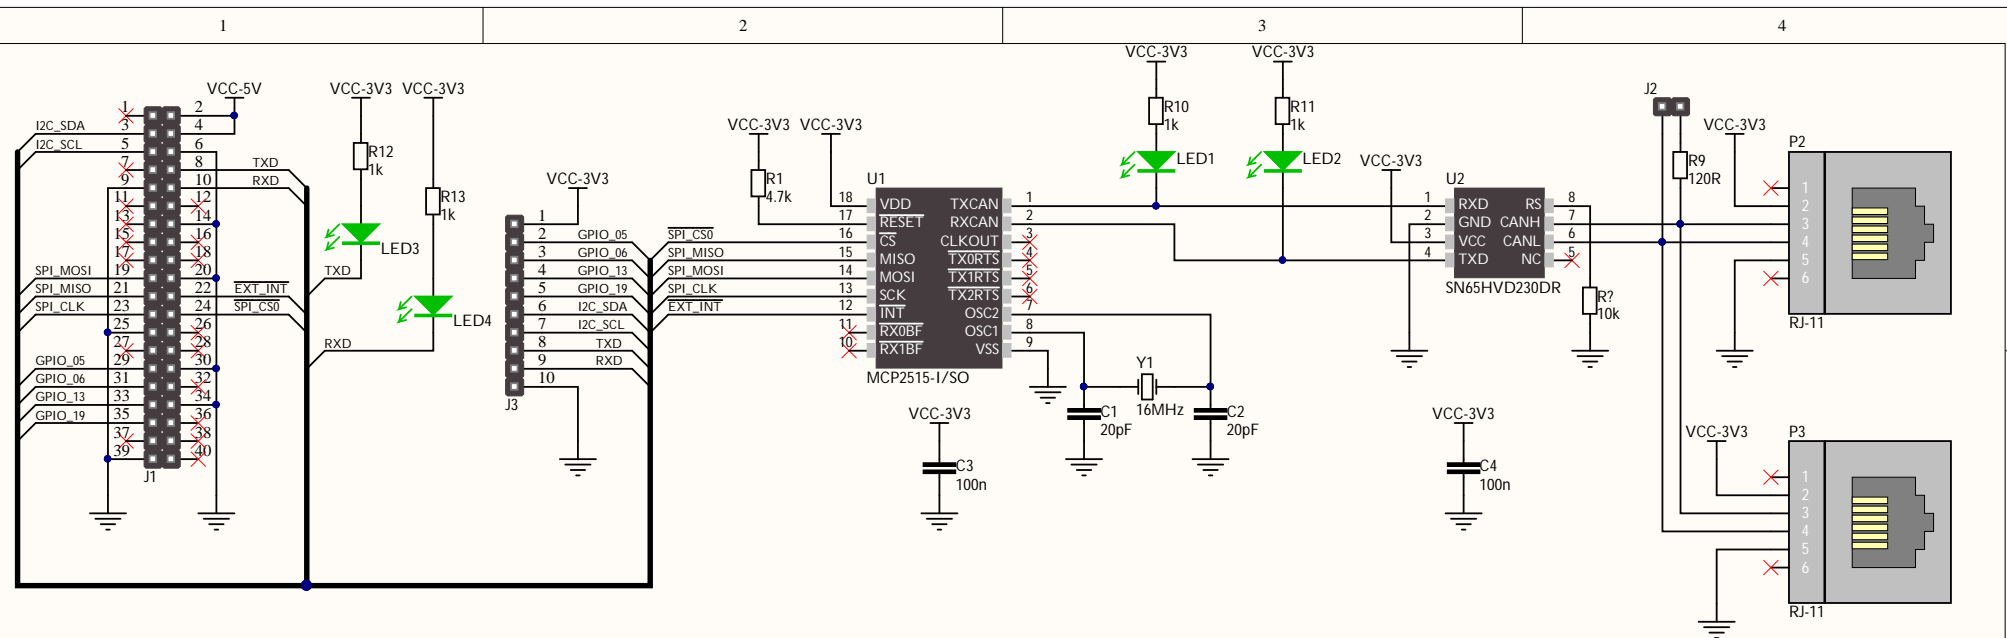 1 2 3 4
VCC-5V
1 2
I2C_SDA 3 4
I2C_SCL 5 6
7 8 TXD
9 10 RXD
11 12
13 14
15 16
17 18
SPI_MOSI 19 20
SPI_MISO 21 22 EXT_INT
SPI_CLK 23 24 SPI_CS0
25 26
27 28
GPIO_05 29 30
GPIO_06 31 32
GPIO_13 33 34
GPIO_19 35 36
37 38
39 40
J1
VCC-3V3 VCC-3V3
R12
1k
R13
1k
LED3
TXD
LED4
RXD
VCC-3V3
1
2 GPIO_05
3 GPIO_06
4 GPIO_13
5 GPIO_19
6 I2C_SDA
7 I2C_SCL
8 TXD
9 RXD
10
J3
VCC-3V3 VCC-3V3
R1
4.7k
U1
18 VDD TXCAN 1
17 RESET RXCAN 2
SPI_CS0 16 CS CLKOUT 3
SPI_MISO 15 MISO TX0RTS 4
SPI_MOSI 14 MOSI TX1RTS 5
SPI_CLK 13 SCK TX2RTS 6
EXT_INT 12 INT OSC2 7
11 RX0BF OSC1 8
10 RX1BF VSS 9
MCP2515-I/SO
VCC-3V3
C3
100n
Y1
16MHz
C1
20pF
C2
20pF
VCC-3V3 VCC-3V3
R10
1k
R11
1k
LED1 LED2
VCC-3V3
U2
1 RXD RS 8
2 GND CANH 7
3 VCC CANL 6
4 TXD NC 5
SN65HVD230DR
R?
10k
VCC-3V3
C4
100n
J2
R9
120R
VCC-3V3
P2
1
2
3
4
5
6
RJ-11
VCC-3V3
P3
1
2
3
4
5
6
RJ-11